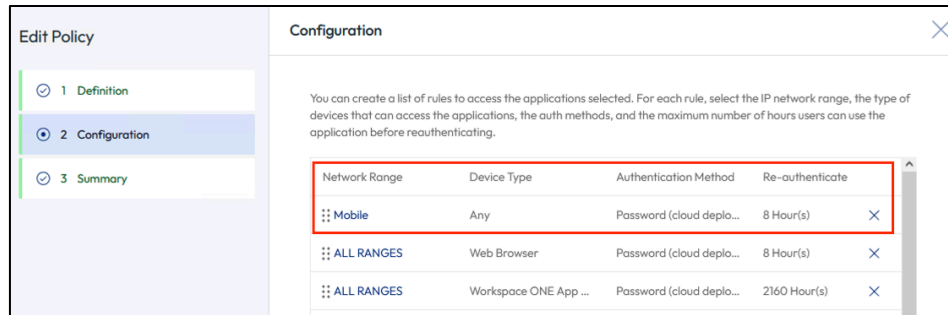 Edit Policy
1 Definition
2 Configuration
3 Summary
Configuration
You can create a list of rules to access the applications selected. For each rule, select the IP network range, the type of
devices that can access the applications, the auth methods, and the maximum number of hours users can use the
application before reauthenticating.
Network Range Device Type Authentication Method Re-authenticate
Mobile Any Password (cloud deplo... 8 Hour(s)
ALL RANGES Web Browser Password (cloud deplo... 8 Hour(s)
ALL RANGES Workspace ONE App ... Password (cloud deplo... 2160 Hour(s)